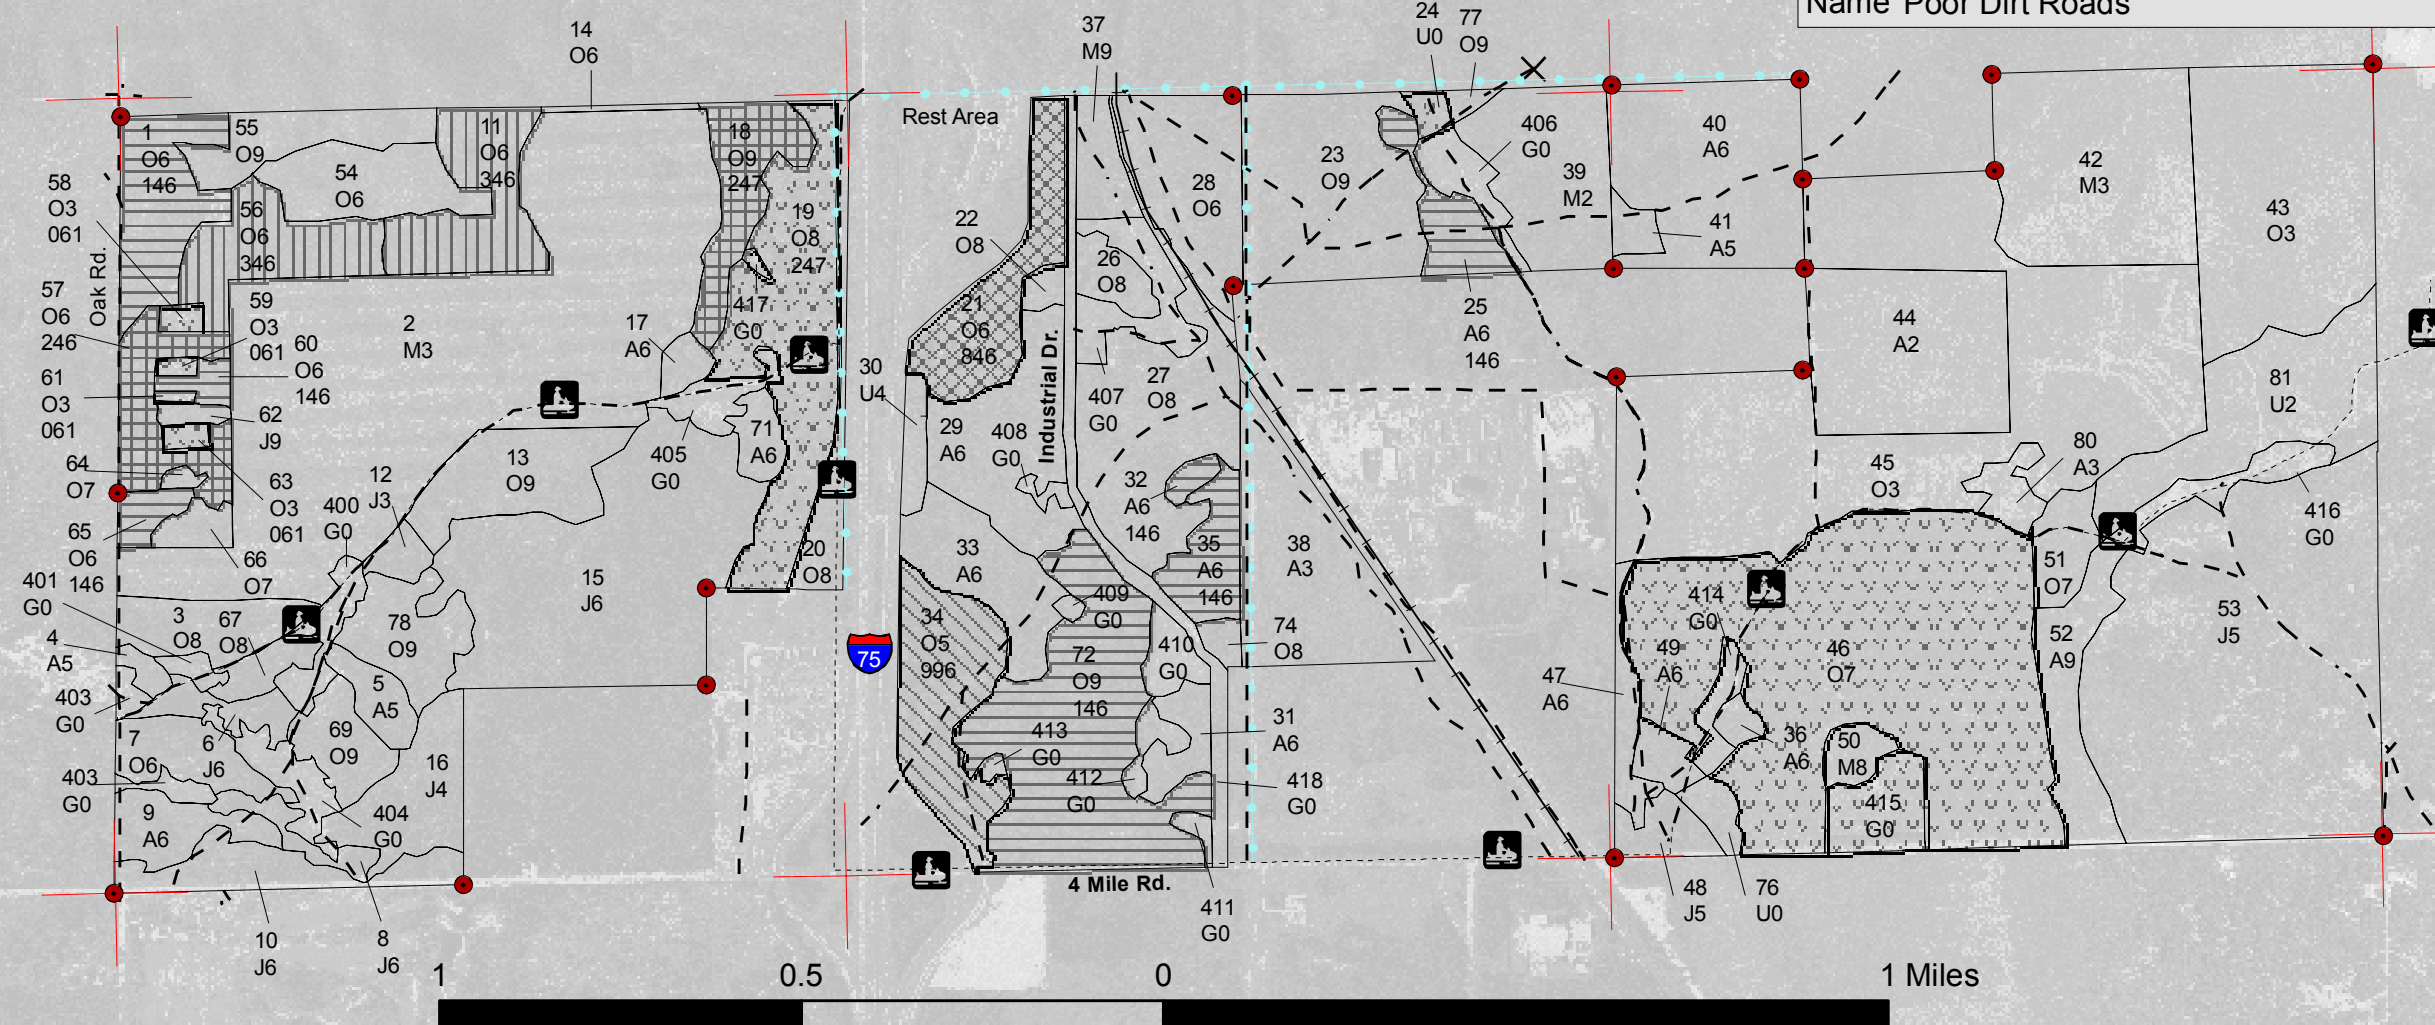 Name Poor Dirt Roads
14
O6
37
M9
24
U0
77
O9
Rest Area
1
O6
146
55
O9
54
O6
11
O6
346
18
O9
247
58
O3
061
56
O6
346
19
O8
247
22
O8
28
O6
23
O9
406
G0
39
M2
40
A6
41
A5
42
M3
43
O3
Oak Rd.
57
O6
246
59
O3
061
60
O6
146
2
M3
17
A6
417
G0
21
O6
846
26
O8
25
A6
146
44
A2
61
O3
061
62
J9
30
U4
407
G0
27
O8
81
U2
Industrial Dr.
64
O7
63
O3
061
12
J3
13
O9
405
G0
71
A6
29
A6
408
G0
32
A6
146
45
O3
80
A3
416
G0
65
O6
146
66
O7
400
G0
401
G0
15
J6
20
O8
33
A6
35
A6
146
38
A3
51
O7
3
O8
67
O8
78
O9
409
G0
410
G0
74
O8
414
G0
53
J5
4
A5
5
A5
75
34
O5
996
72
O9
146
49
A6
46
O7
52
A9
403
G0
47
A6
7
O6
6
J6
69
O9
16
J4
413
G0
31
A6
36
A6
50
M8
403
G0
412
G0
418
G0
9
A6
404
G0
415
G0
4 Mile Rd.
10
J6
8
J6
411
G0
48
J5
76
U0
1
0.5
0
1 Miles